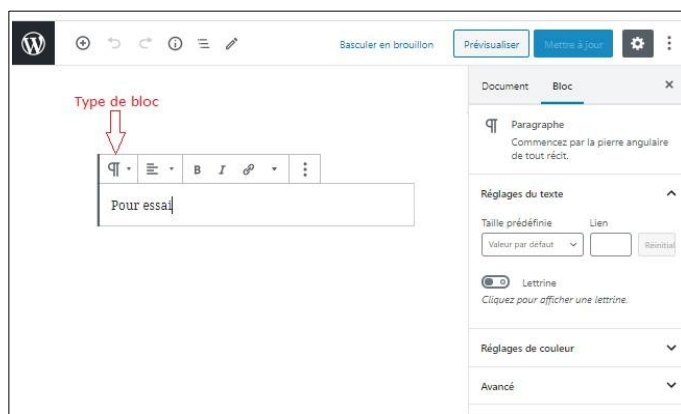 Basculer en brouillon
Prévisualiser
Mettre à jour
Type de bloc
B I
Pour essai
Document Bloc
Paragraphe
Commencez par la pierre angulaire
de tout récit.
Réglages du texte
Taille prédéfinie Lien
Valeur par défaut
Réinitial
Lettrine
Cliquez pour afficher une lettrine.
Réglages de couleur
Avancé